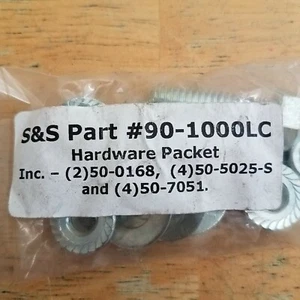 S&S Part #90-1000LC
Hardware Packet
Inc. – (2)50-0168, (4)50-5025-S
and (4)50-7051.